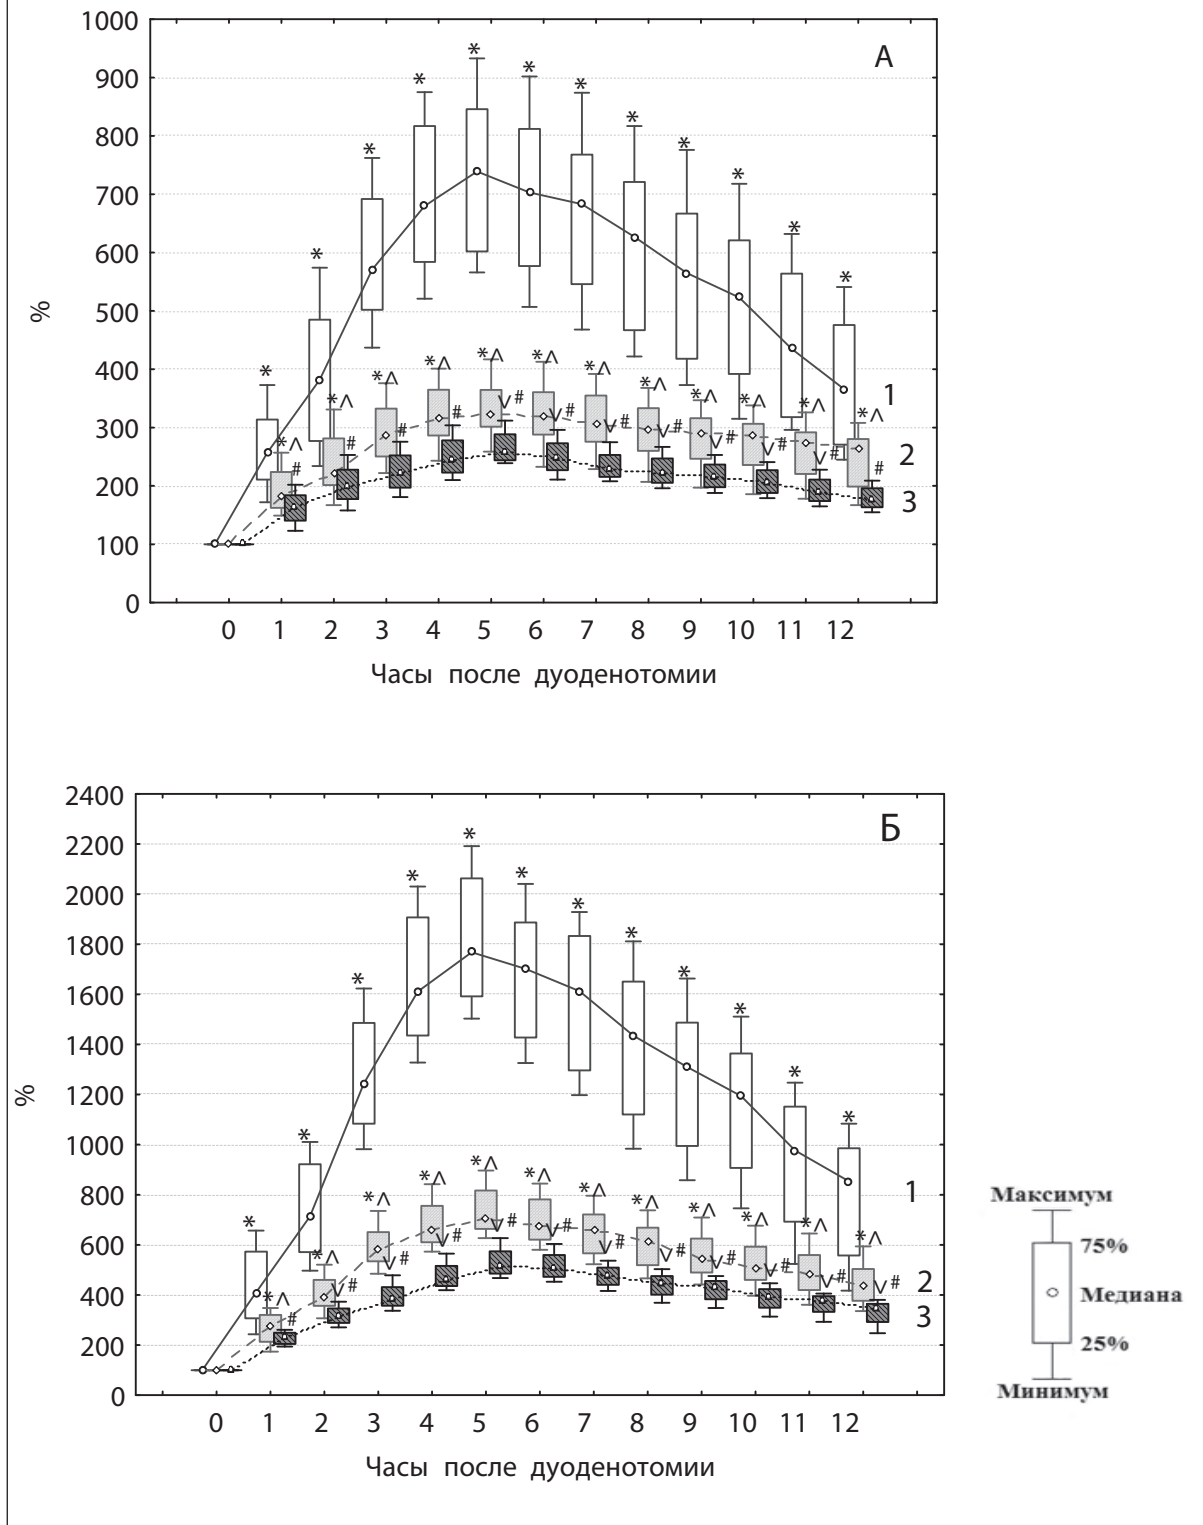 А
1000
900
800
700
600
500
400
300
200
100
0
%
* * * * * * * * * * * *
*Λ *Λ *Λ *Λ *Λ *Λ *Λ *Λ *Λ *Λ *Λ *Λ
# # # # V# V# V# V# V# V# V# #
1
2
3
0 1 2 3 4 5 6 7 8 9 10 11 12
Часы после дуоденотомии
Б
2400
2200
2000
1800
1600
1400
1200
1000
800
600
400
200
0
%
* * * * * * * * * * * *
*Λ *Λ *Λ *Λ *Λ *Λ *Λ *Λ *Λ *Λ *Λ *Λ
# V# V# V# V# V# V# V# V# V# V# V#
1
2
3
0 1 2 3 4 5 6 7 8 9 10 11 12
Часы после дуоденотомии
Максимум
75%
Медиана
25%
Минимум